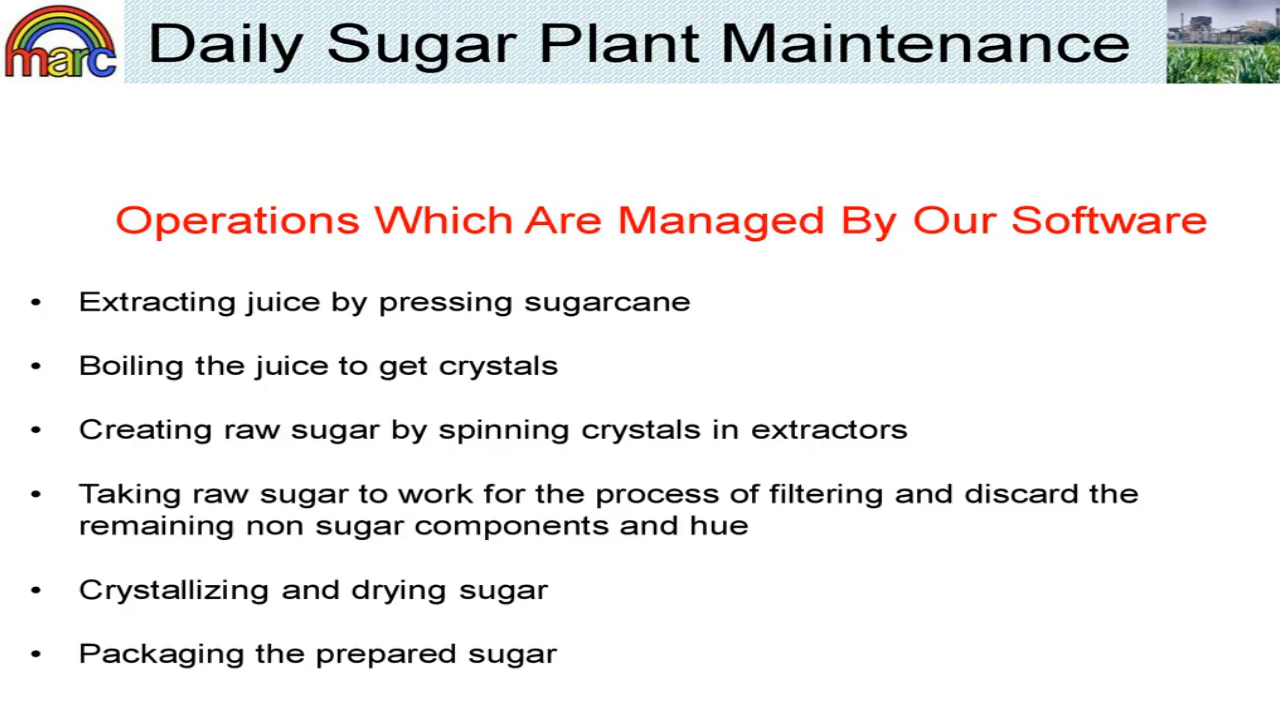 marc
Daily Sugar Plant Maintenance
Operations Which Are Managed By Our Software
• Extracting juice by pressing sugarcane
• Boiling the juice to get crystals
• Creating raw sugar by spinning crystals in extractors
• Taking raw sugar to work for the process of filtering and discard the
remaining non sugar components and hue
• Crystallizing and drying sugar
• Packaging the prepared sugar